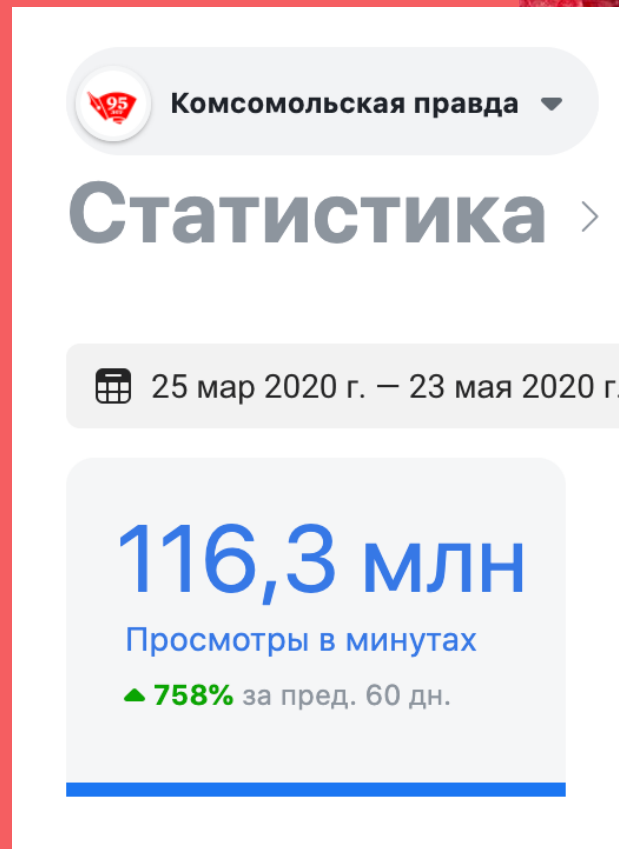 95
Комсомольская правда
Статистика
25 мар 2020 г. — 23 мая 2020 г.
116,3 млн
Просмотры в минутах
758% за пред. 60 дн.